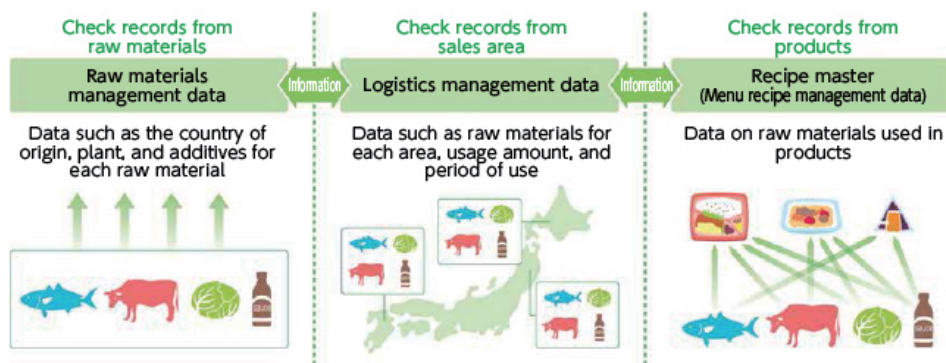 Check records from
raw materials
Raw materials
management data
Data such as the country of
origin, plant, and additives for
each raw material
Information
Check records from
sales area
Logistics management data
Data such as raw materials for
each area, usage amount, and
period of use
Information
Check records from
products
Recipe master
(Menu recipe management data)
Data on raw materials used in
products